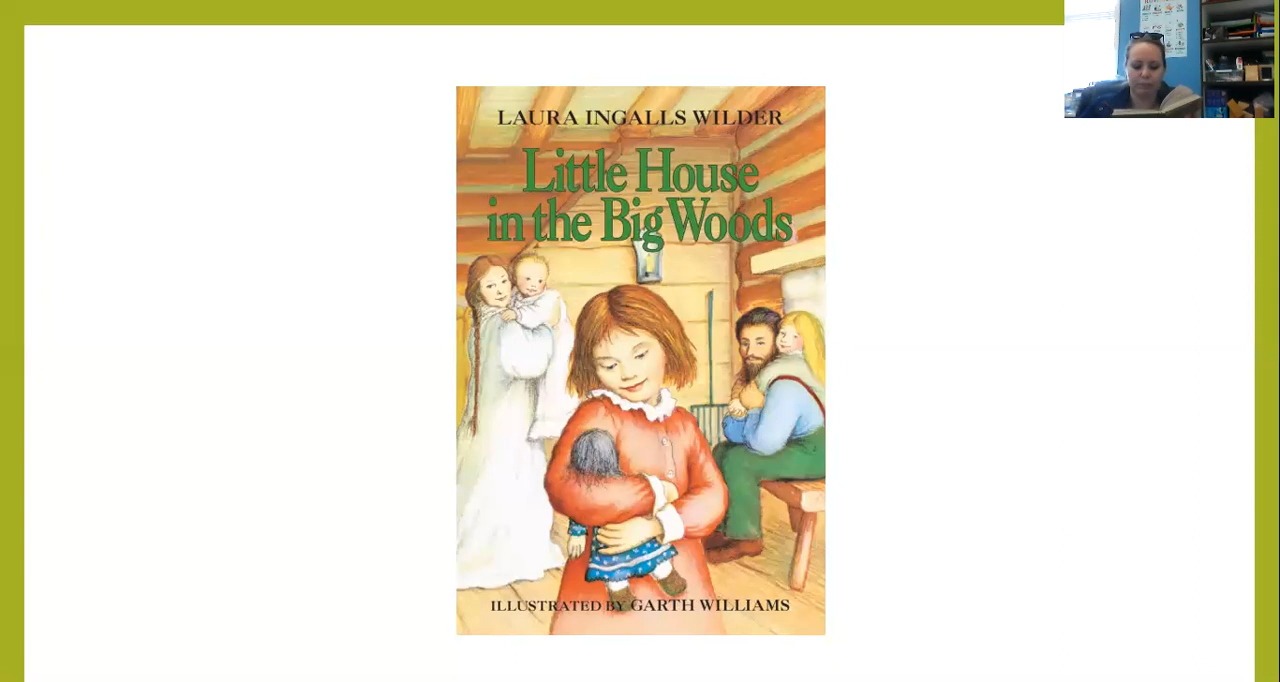 LAURA INGALLS WILDER
Little House
in the Big Woods
ILLUSTRATED BY GARTH WILLIAMS